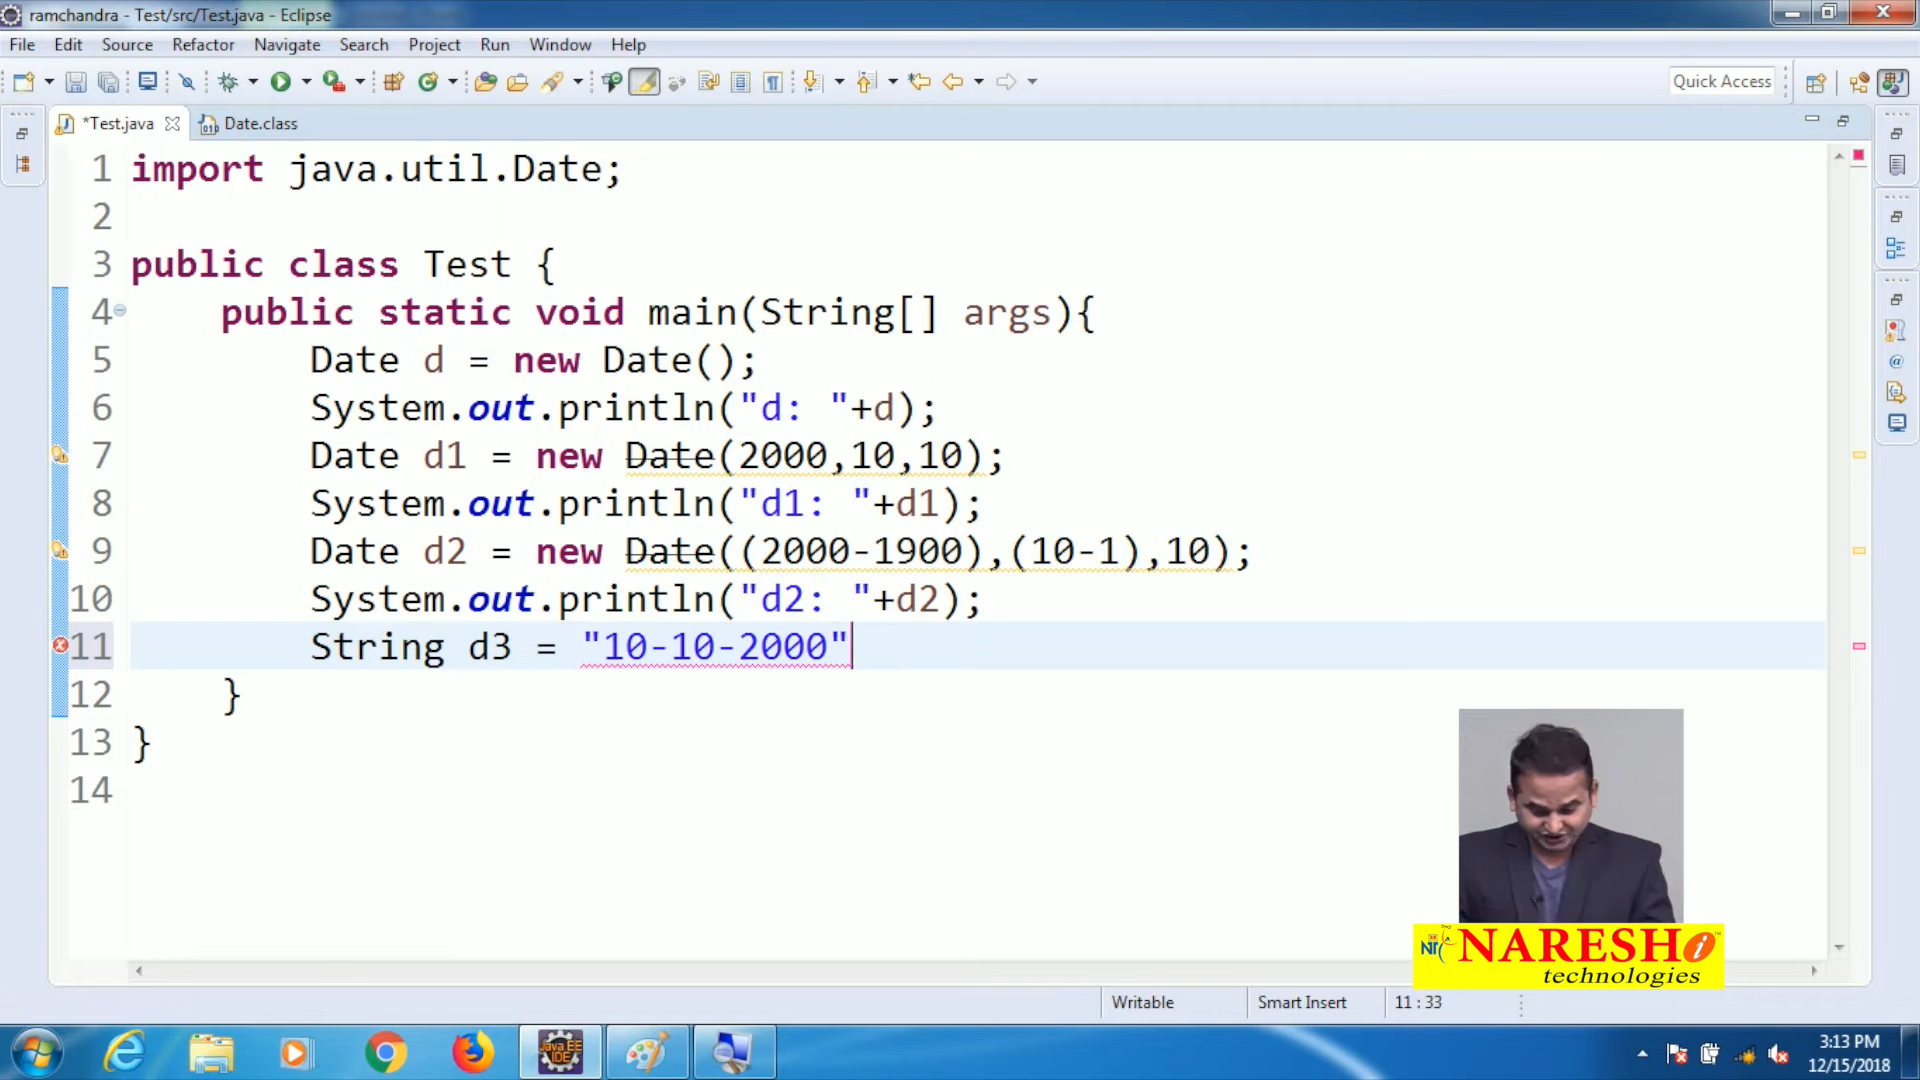 ramchandra - Test/src/Test.java - Eclipse
File Edit Source Refactor Navigate Search Project Run Window Help
Quick Access
*Test.java Date.class
1 import java.util.Date;
2
3 public class Test {
4 public static void main(String[] args){
5 Date d = new Date();
6 System.out.println("d: "+d);
7 Date d1 = new Date(2000,10,10);
8 System.out.println("d1: "+d1);
9 Date d2 = new Date((2000-1900),(10-1),10);
10 System.out.println("d2: "+d2);
11 String d3 = "10-10-2000"
12 }
13 }
14
NARESH i
technologies
Writable Smart Insert 11 : 33
Java EE
IDE
3:13 PM
12/15/2018